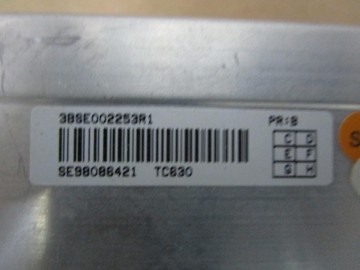 3BSE002253R1
PR:B
C D
E F
G H
SE98086421 TC630
S